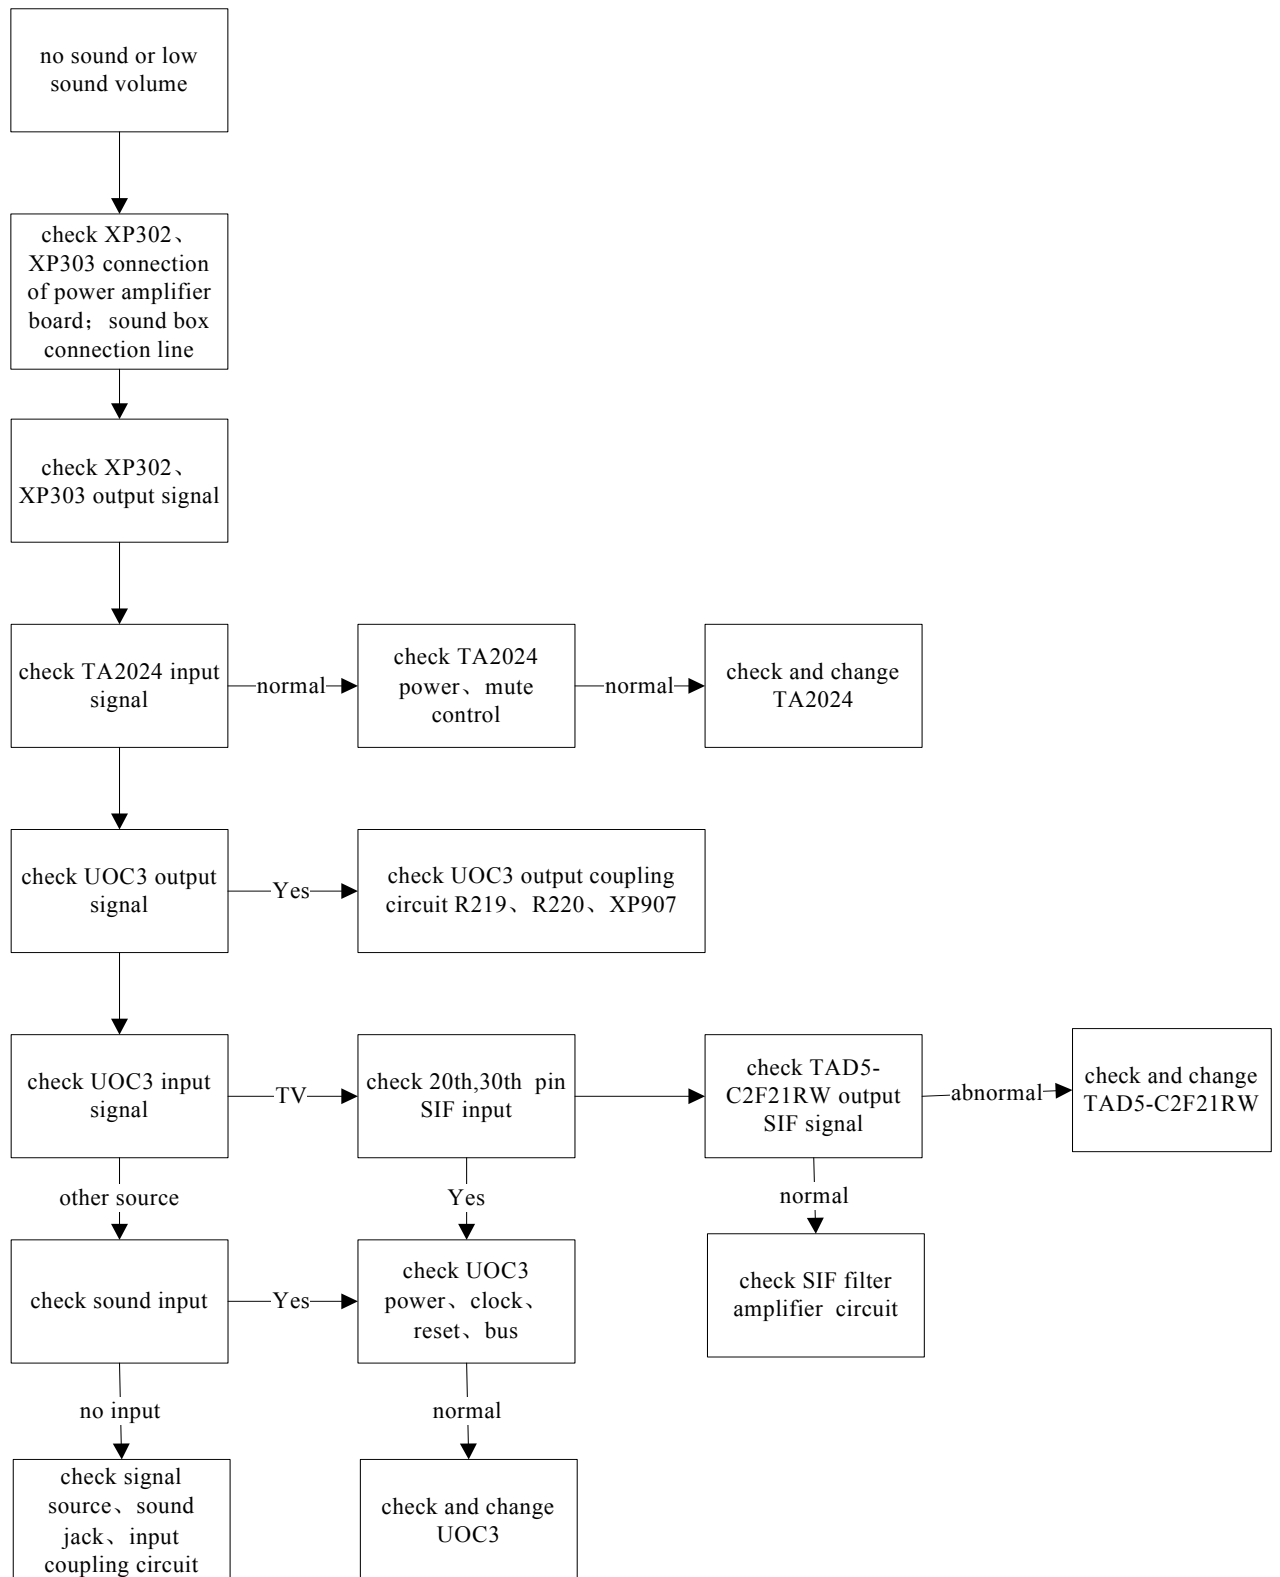 no sound or low
sound volume
check XP302、
XP303 connection
of power amplifier
board；sound box
connection line
check XP302、
XP303 output signal
check TA2024 input
signal
normal
check TA2024
power、mute
control
normal
check and change
TA2024
check UOC3 output
signal
Yes
check UOC3 output coupling
circuit R219、R220、XP907
check UOC3 input
signal
TV
check 20th,30th pin
SIF input
check TAD5-
C2F21RW output
SIF signal
abnormal
check and change
TAD5-C2F21RW
other source
Yes
normal
check sound input
Yes
check UOC3
power、clock、
reset、bus
check SIF filter
amplifier circuit
no input
normal
check signal
source、sound
jack、input
coupling circuit
check and change
UOC3